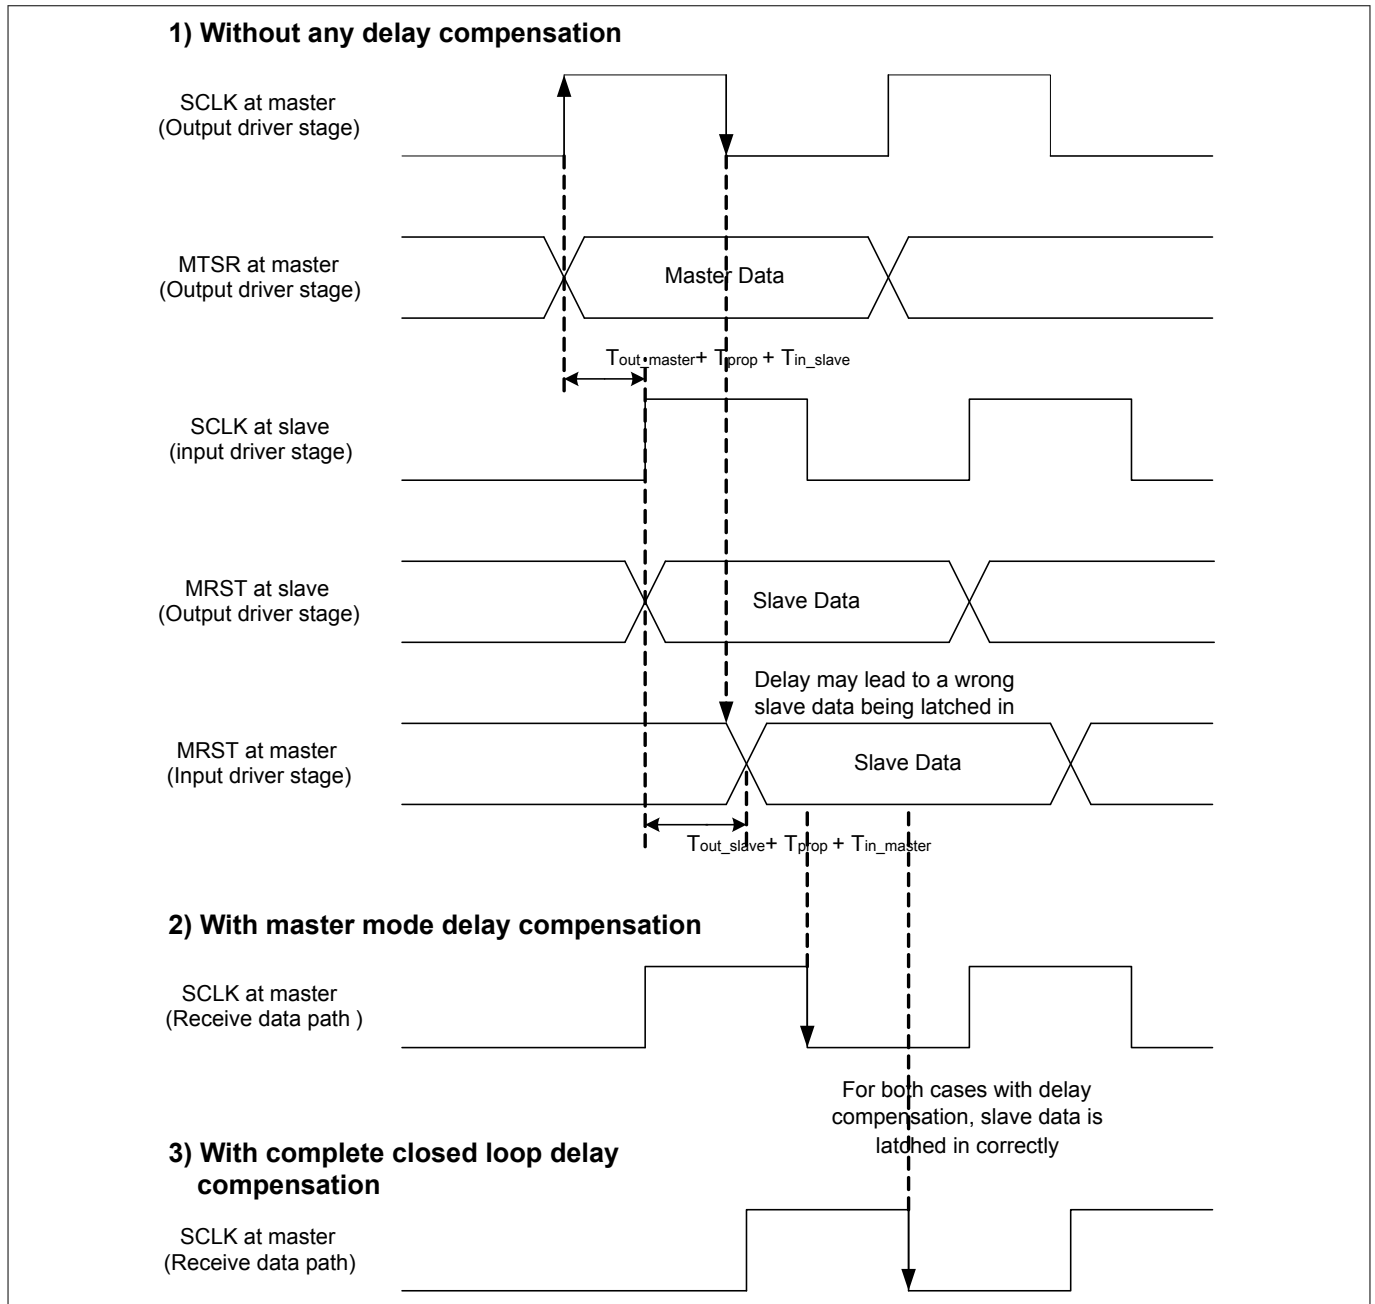 1) Without any delay compensation
SCLK at master
(Output driver stage)
MTSR at master
(Output driver stage)
Master Data
Tout_master+ Tprop + Tin_slave
SCLK at slave
(input driver stage)
MRST at slave
(Output driver stage)
Slave Data
Delay may lead to a wrong
slave data being latched in
MRST at master
(Input driver stage)
Slave Data
Tout_slave+ Tprop + Tin_master
2) With master mode delay compensation
SCLK at master
(Receive data path )
For both cases with delay
compensation, slave data is
latched in correctly
3) With complete closed loop delay
compensation
SCLK at master
(Receive data path)